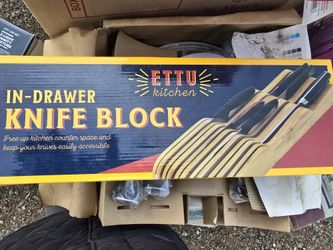 ETTU
kitchen
IN-DRAWER
KNIFE BLOCK
Free up kitchen counter space and
keep your knives easily accessible